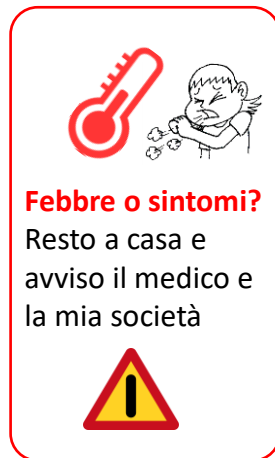 Febbre o sintomi?
Resto a casa e
avviso il medico e
la mia società